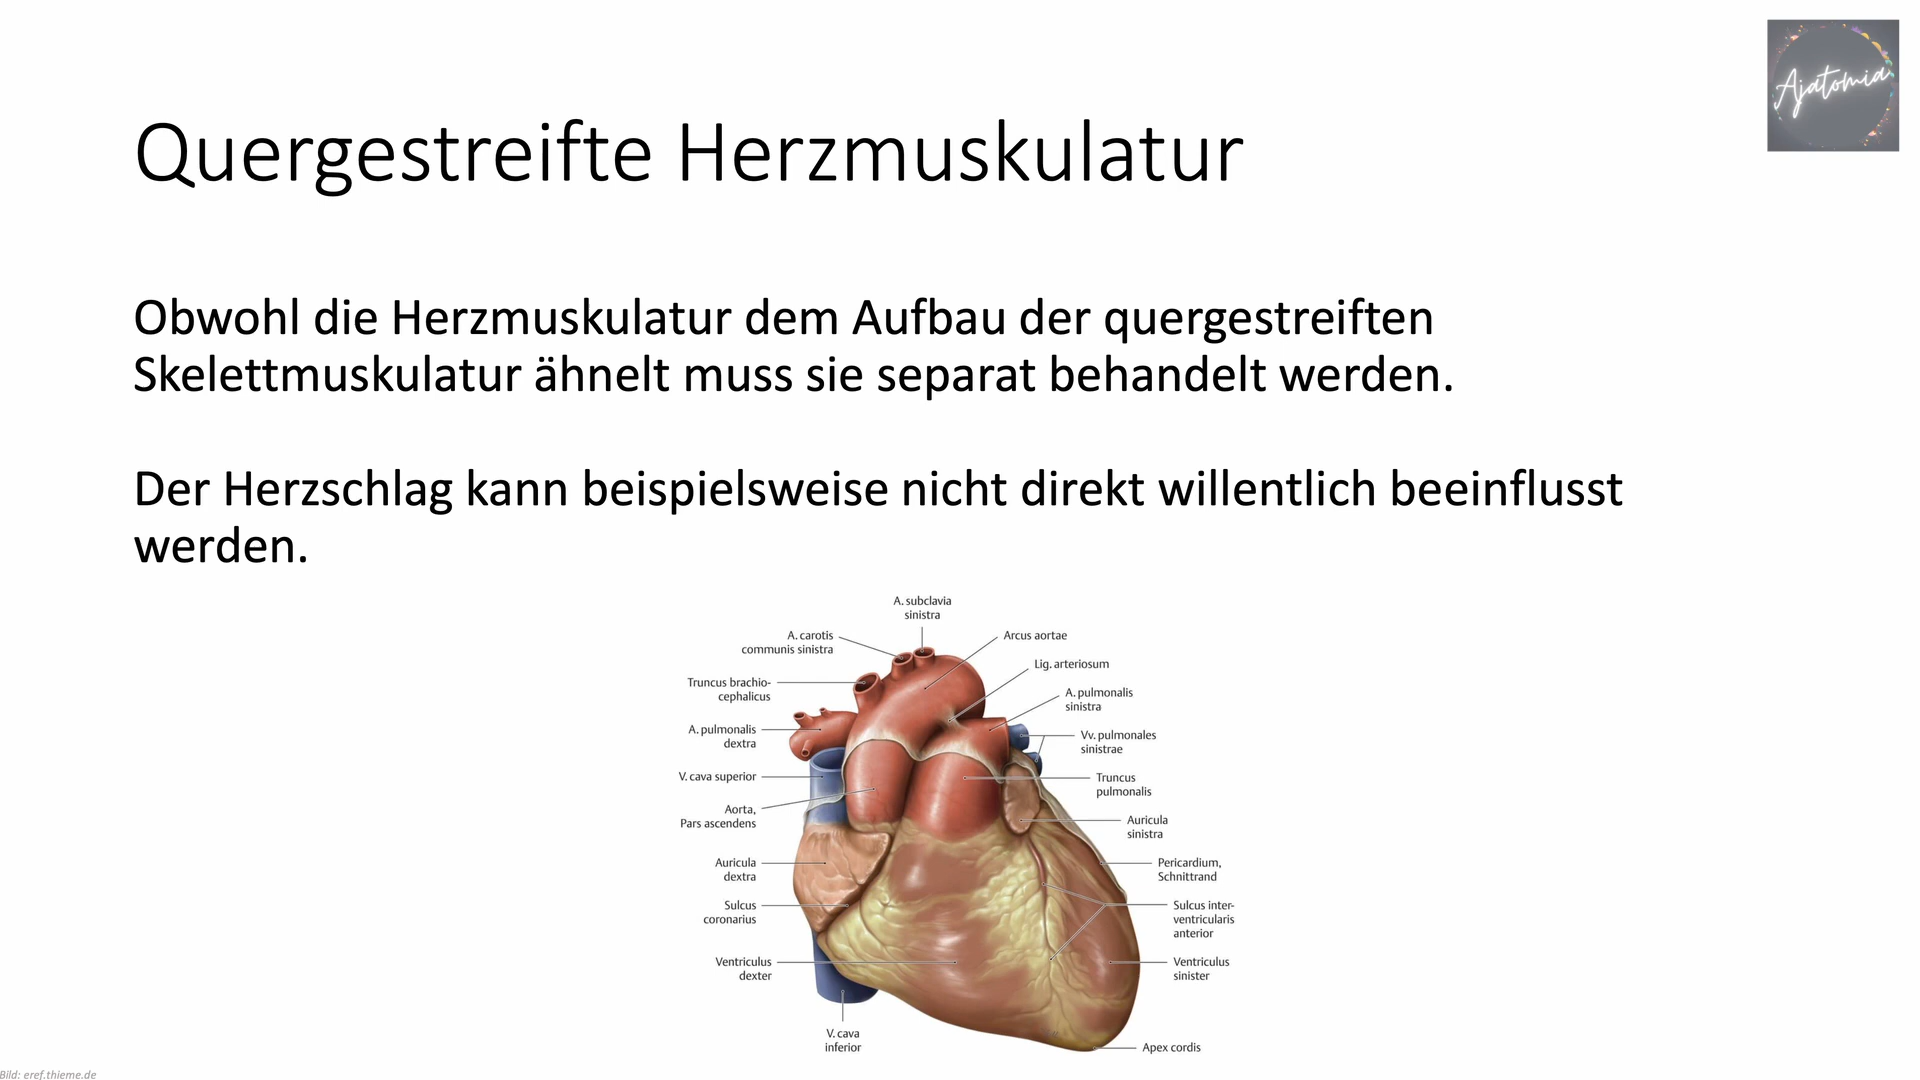 Ajatomia
Quergestreifte Herzmuskulatur
Obwohl die Herzmuskulatur dem Aufbau der quergestreiften
Skelettmuskulatur ähnelt muss sie separat behandelt werden.
Der Herzschlag kann beispielsweise nicht direkt willentlich beeinflusst
werden.
A. subclavia
sinistra
A. carotis
communis sinistra
Truncus brachio-
cephalicus
A. pulmonalis
dextra
V. cava superior
Aorta,
Pars ascendens
Auricula
dextra
Sulcus
coronarius
Ventriculus
dexter
V. cava
inferior
Arcus aortae
Lig. arteriosum
A. pulmonalis
sinistra
Vv. pulmonales
sinistrae
Truncus
pulmonalis
Auricula
sinistra
Pericardium,
Schnittrand
Sulcus inter-
ventricularis
anterior
Ventriculus
sinister
Apex cordis
Bild: eref.thieme.de